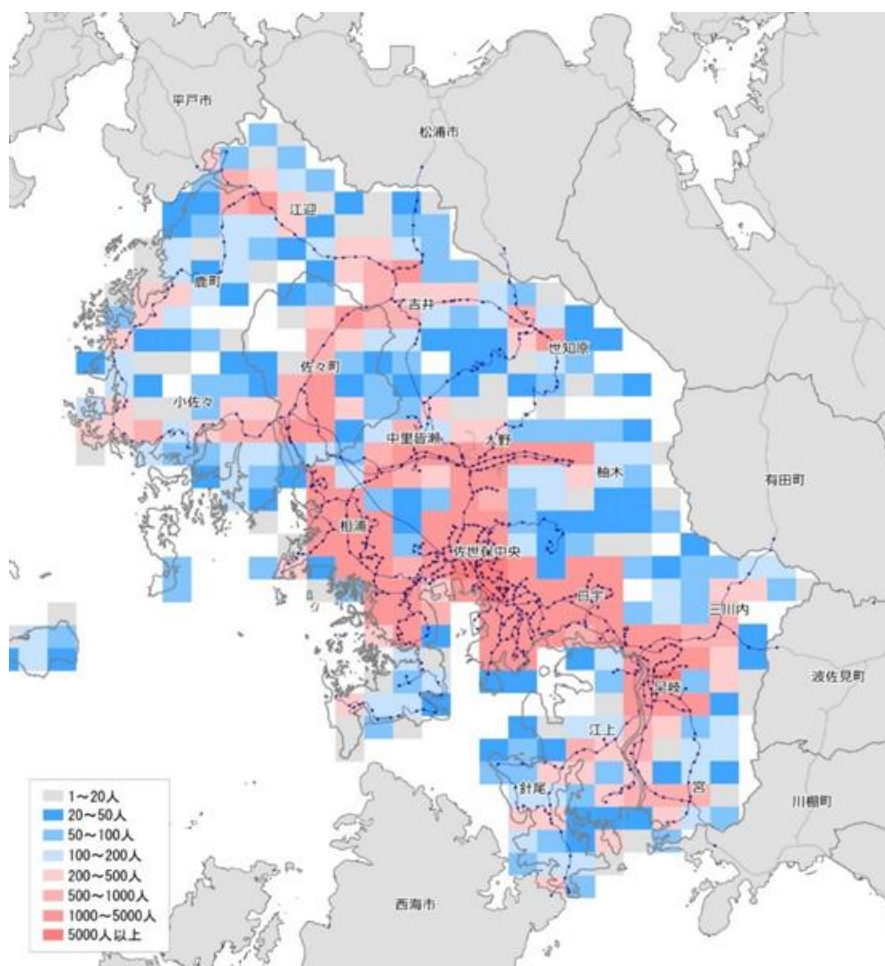 平戸市
松浦市
江迎
鹿町
吉井
世知原
佐々町
小佐々
中里皆瀬
大野
柚木
有田町
相浦
佐世保中央
日宇
三川内
波佐見町
早岐
江上
針尾
宮
川棚町
西海市
1～20人
20～50人
50～100人
100～200人
200～500人
500～1000人
1000～5000人
5000人以上